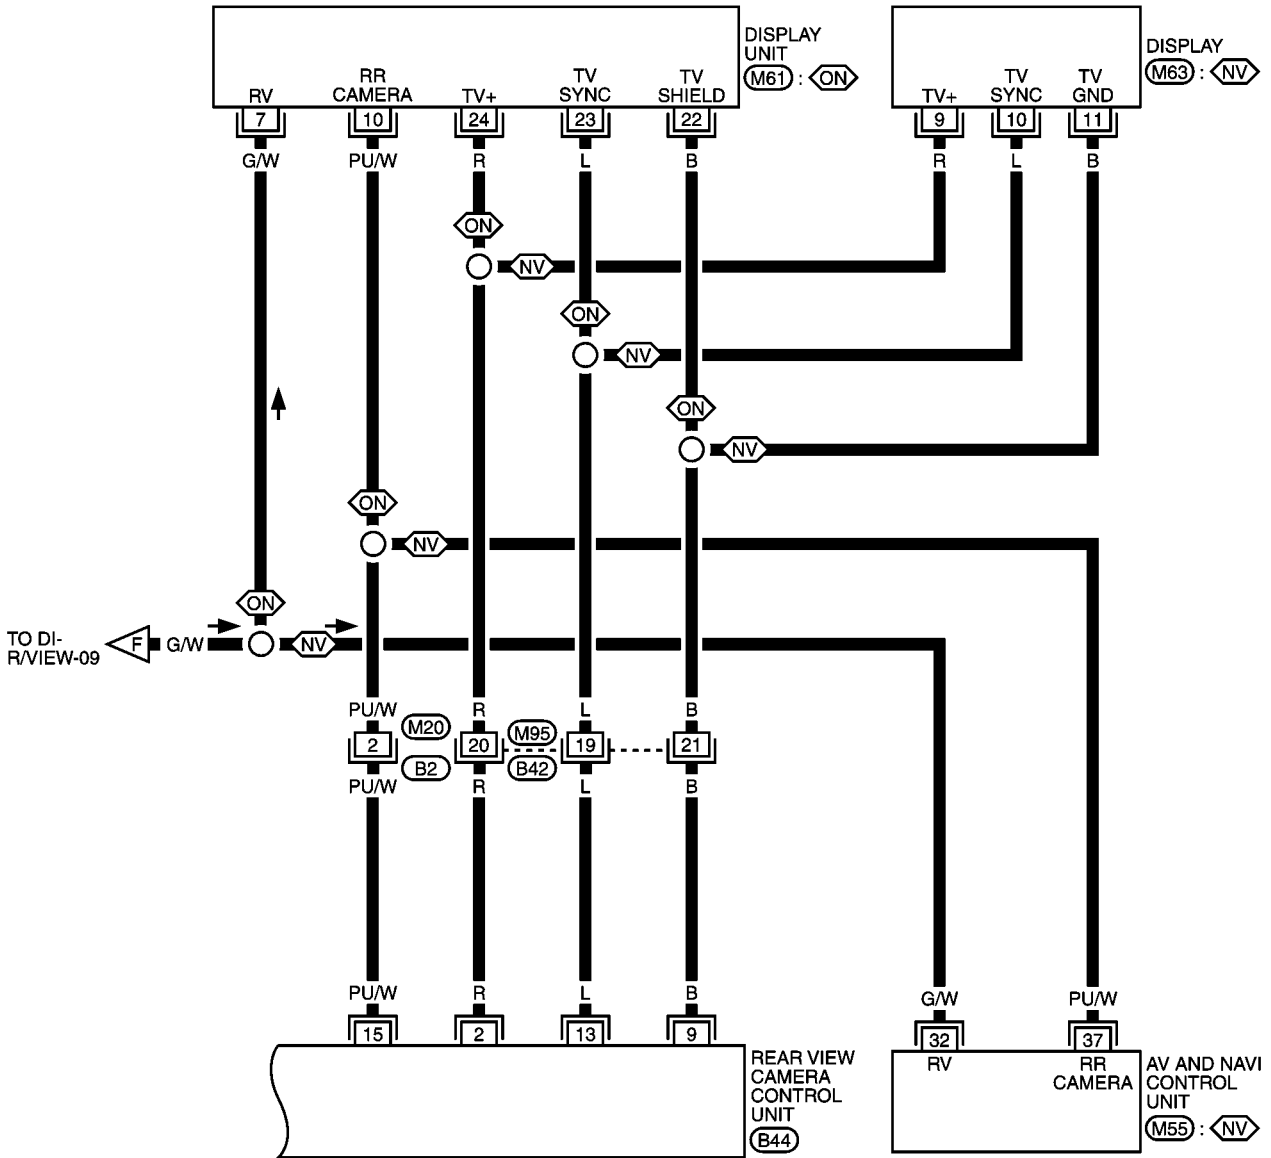 DISPLAY
UNIT
M61 : ON
DISPLAY
M63 : NV
RV
RR
CAMERA
TV+
TV
SYNC
TV
SHIELD
TV+
TV
SYNC
TV
GND
7
10
24
23
22
9
10
11
G/W
PU/W
R
L
B
R
L
B
ON
NV
ON
NV
ON
NV
ON
NV
ON
TO DI-
R/VIEW-09
F
G/W
NV
PU/W
R
L
B
M20
M95
2
20
19
21
B2
B42
PU/W
R
L
B
PU/W
R
L
B
G/W
PU/W
15
2
13
9
32
37
REAR VIEW
CAMERA
CONTROL
UNIT
B44
RV
RR
CAMERA
AV AND NAVI
CONTROL
UNIT
M55 : NV